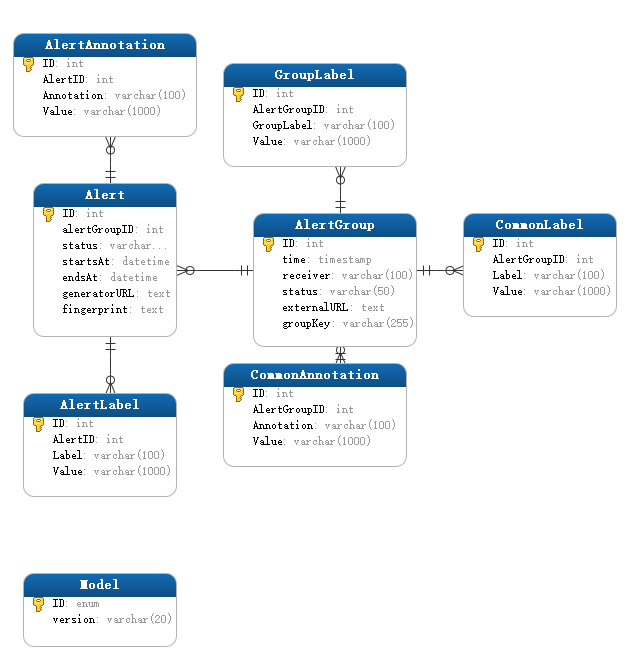 AlertAnnotation
ID: int
AlertID: int
Annotation: varchar(100)
Value: varchar(1000)
GroupLabel
ID: int
AlertGroupID: int
GroupLabel: varchar(100)
Value: varchar(1000)
Alert
ID: int
alertGroupID: int
status: varchar...
startsAt: datetime
endsAt: datetime
generatorURL: text
fingerprint: text
AlertGroup
ID: int
time: timestamp
receiver: varchar(100)
status: varchar(50)
externalURL: text
groupKey: varchar(255)
CommonLabel
ID: int
AlertGroupID: int
Label: varchar(100)
Value: varchar(1000)
CommonAnnotation
ID: int
AlertGroupID: int
Annotation: varchar(100)
Value: varchar(1000)
AlertLabel
ID: int
AlertID: int
Label: varchar(100)
Value: varchar(1000)
Model
ID: enum
version: varchar(20)